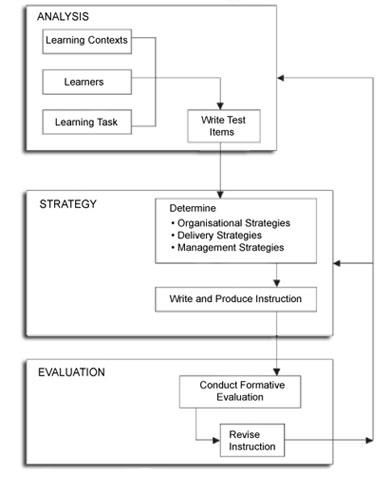 ANALYSIS
Learning Contexts
Learners
Learning Task
Write Test
Items
STRATEGY
Determine
• Organisational Strategies
• Delivery Strategies
• Management Strategies
Write and Produce Instruction
EVALUATION
Conduct Formative
Evaluation
Revise
Instruction